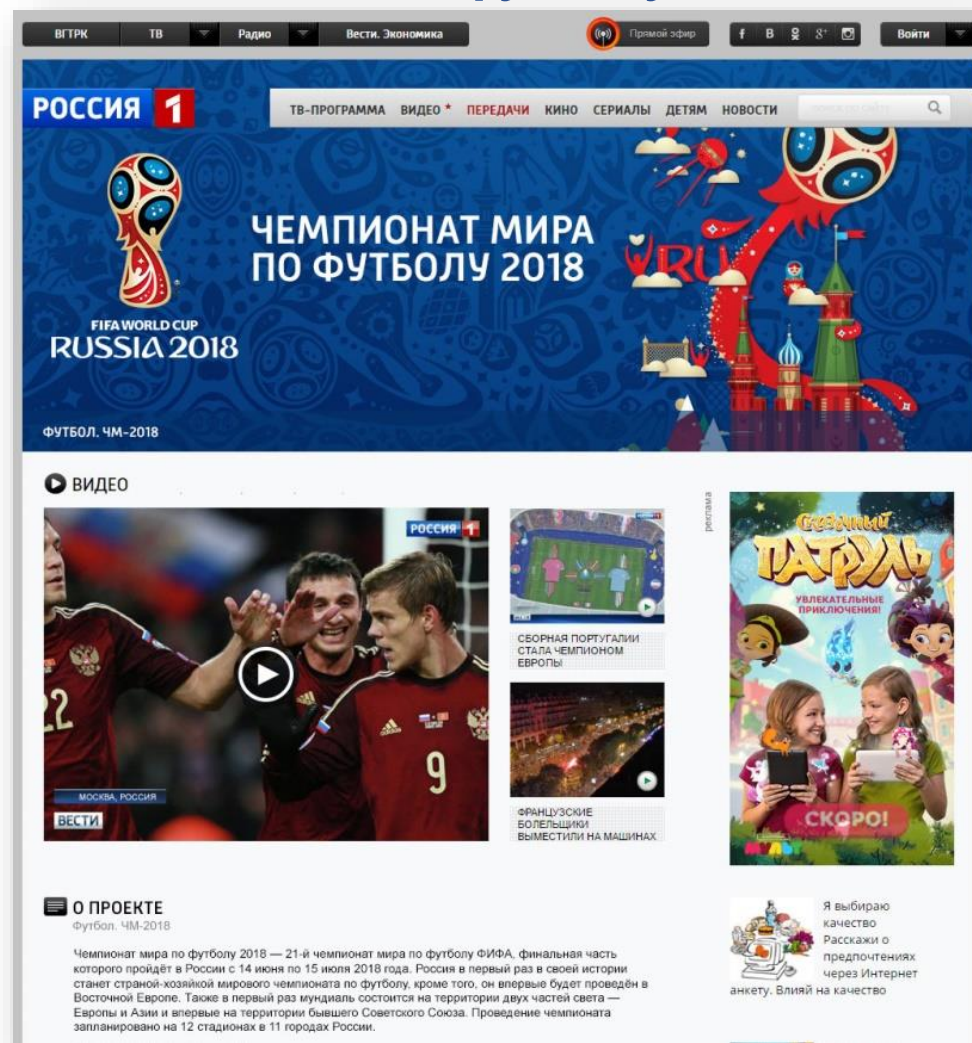 ВГТРК ТВ Радио Вести. Экономика Прямой эфир f B 8+ Войти
РОССИЯ 1
ТВ-ПРОГРАММА ВИДЕО * ПЕРЕДАЧИ КИНО СЕРИАЛЫ ДЕТЯМ НОВОСТИ
ЧЕМПИОНАТ МИРА
ПО ФУТБОЛУ 2018
RU
FIFA WORLD CUP
RUSSIA 2018
ФУТБОЛ. ЧМ-2018
ВИДЕО
реклама
РОССИЯ 1
22
9
МОСКВА, РОССИЯ
ВЕСТИ
СБОРНАЯ ПОРТУГАЛИИ
СТАЛА ЧЕМПИОНОМ
ЕВРОПЫ
ФРАНЦУЗСКИЕ
БОЛЕЛЬЩИКИ
ВЫМЕСТИЛИ НА МАШИНАХ
Сказочный
ПАТРУЛЬ
УВЛЕКАТЕЛЬНЫЕ
ПРИКЛЮЧЕНИЯ!
СКОРО!
МУЛЬТ
О ПРОЕКТЕ
Футбол. ЧМ-2018
Чемпионат мира по футболу 2018 — 21-й чемпионат мира по футболу ФИФА, финальная часть
которого пройдёт в России с 14 июня по 15 июля 2018 года. Россия в первый раз в своей истории
станет страной-хозяйкой мирового чемпионата по футболу, кроме того, он впервые будет проведён в
Восточной Европе. Также в первый раз мундиаль состоится на территории двух частей света —
Европы и Азии и впервые на территории бывшего Советского Союза. Проведение чемпионата
запланировано на 12 стадионах в 11 городах России.
Я выбираю
качество
Расскажи о
предпочтениях
через Интернет
анкету. Влияй на качество